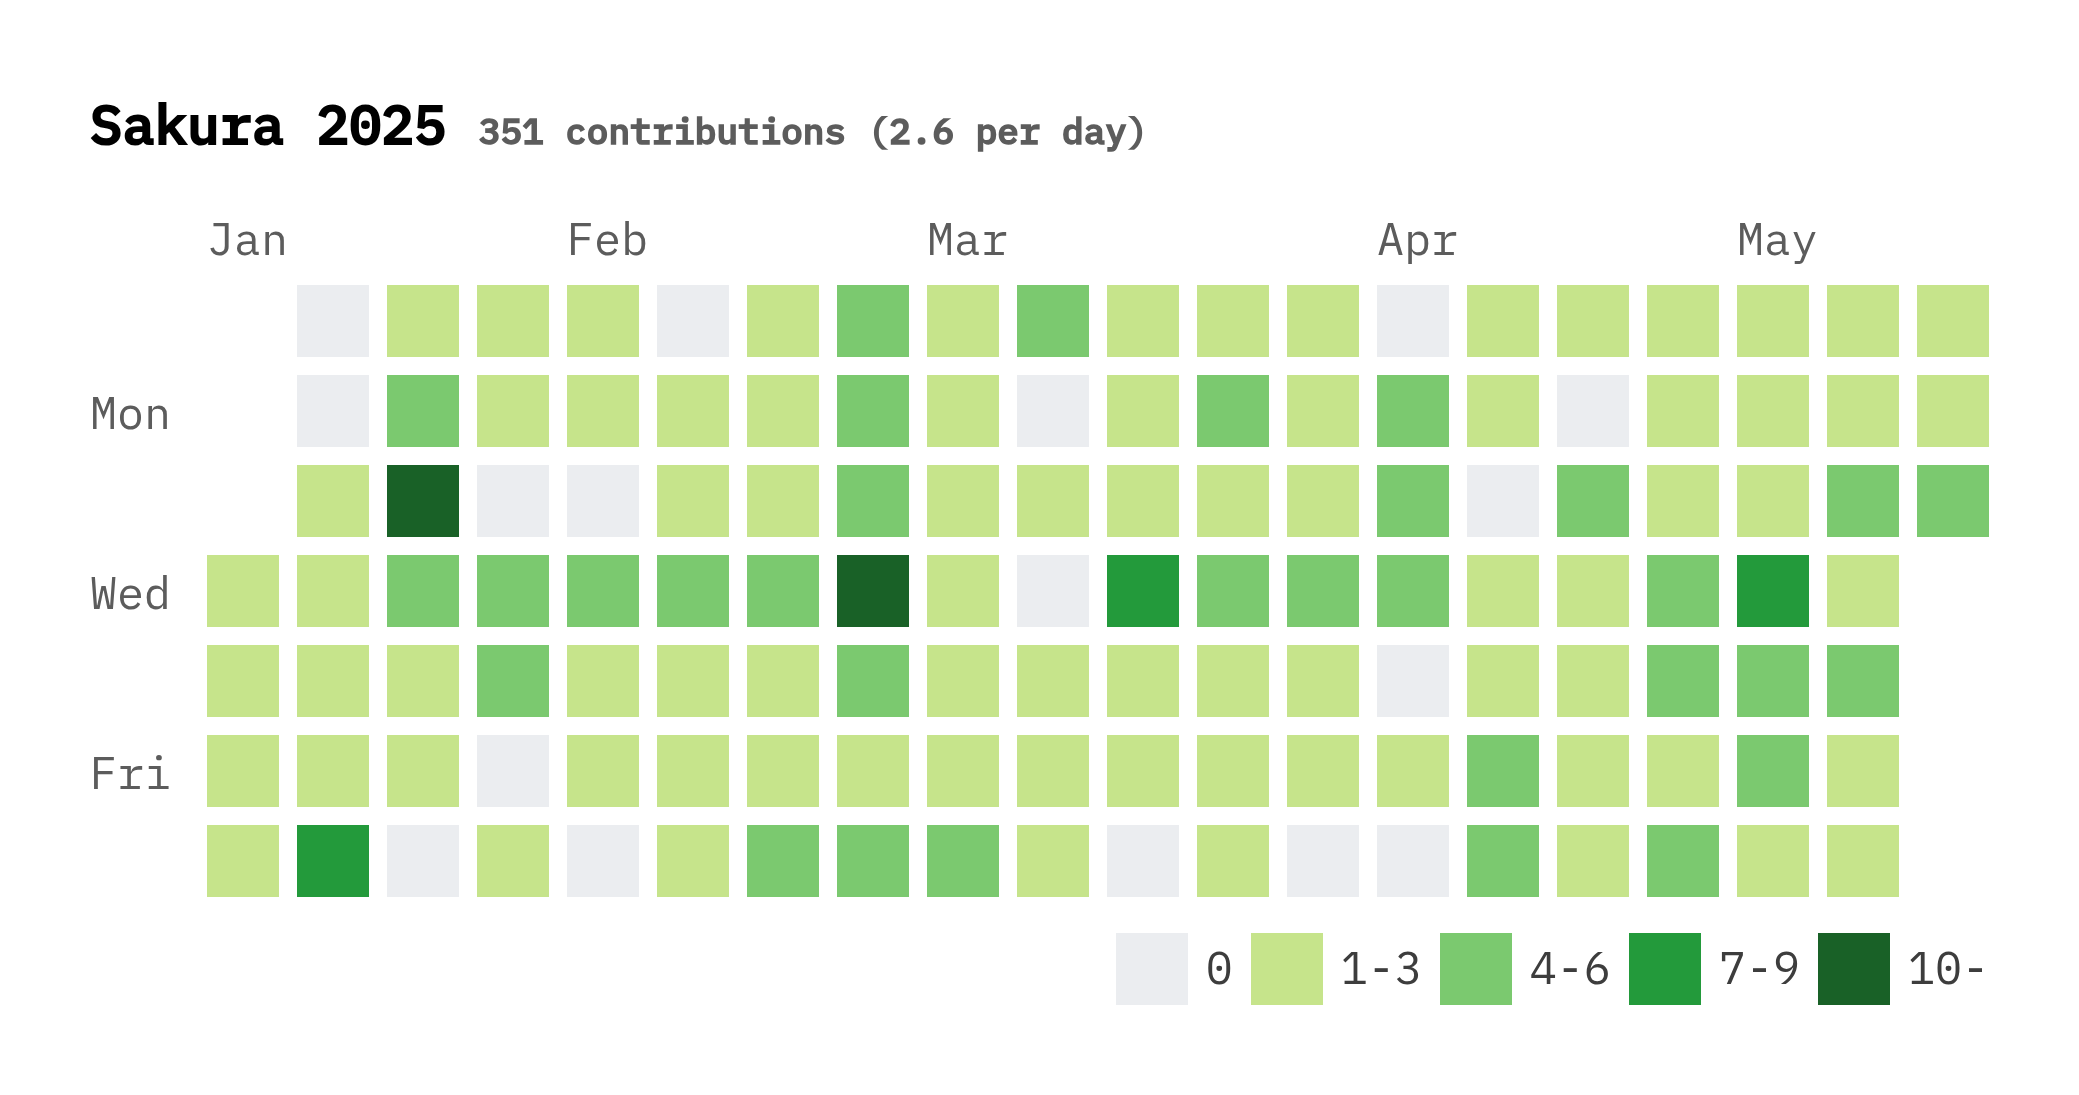 Sakura 2025 351 contributions (2.6 per day)
Jan Feb Mar Apr May
Mon
Wed
Fri
0 1-3 4-6 7-9 10-